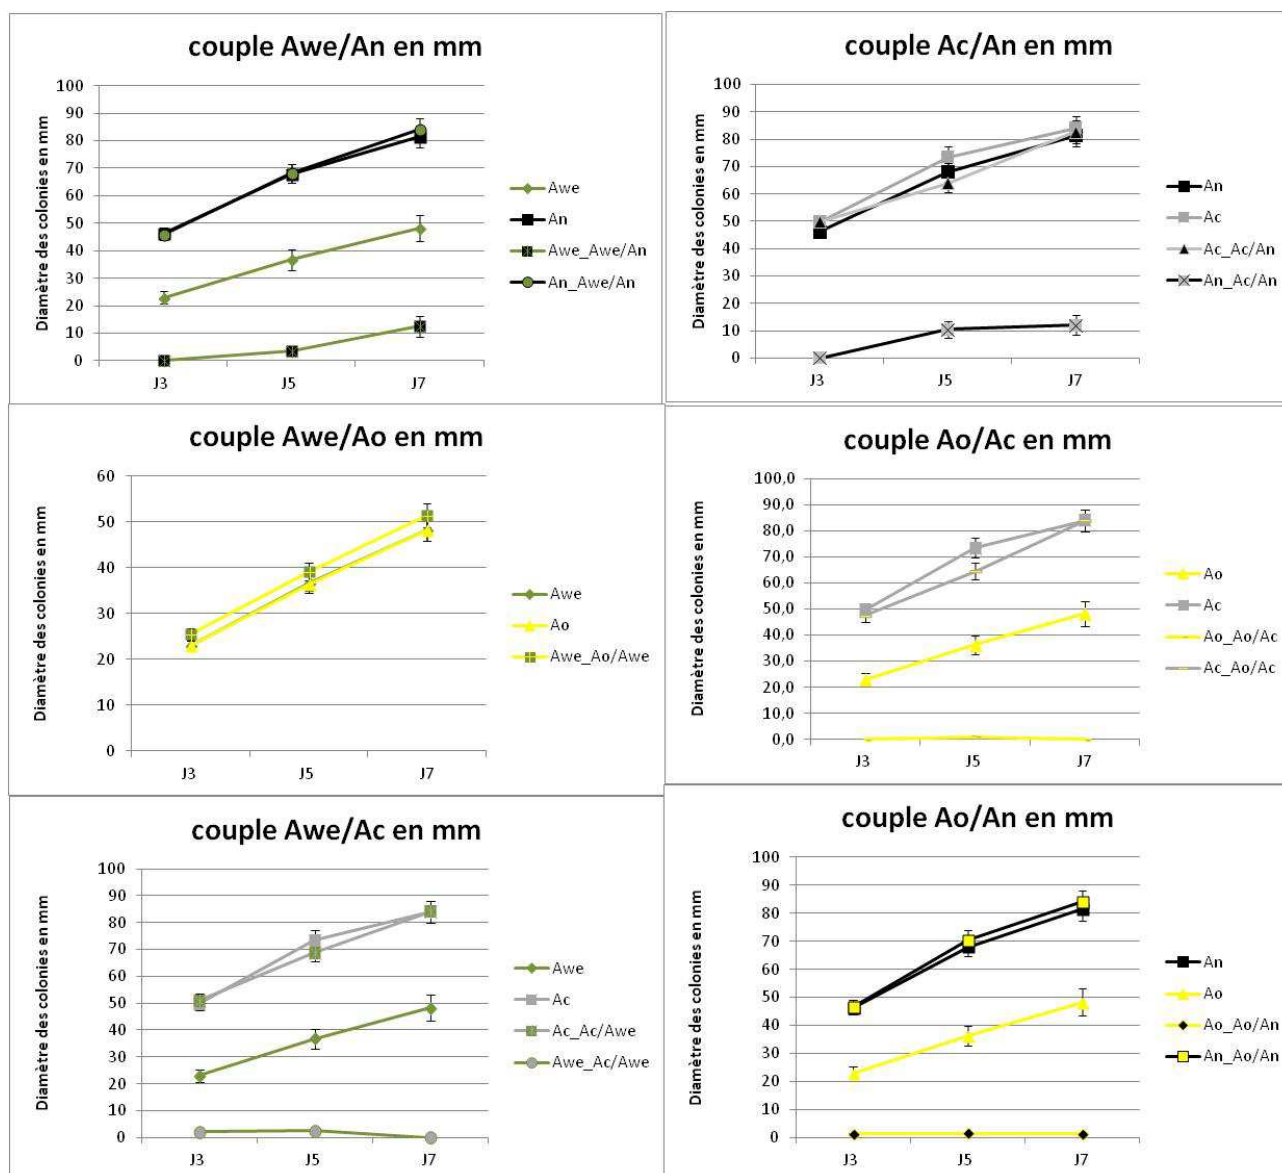 couple Awe/An en mm
Diamètre des colonies en mm
100
90
80
70
60
50
40
30
20
10
0
J3 J5 J7
Awe
An
Awe_Awe/An
An_Awe/An
couple Ac/An en mm
Diamètre des colonies en mm
100
90
80
70
60
50
40
30
20
10
0
J3 J5 J7
An
Ac
Ac_Ac/An
An_Ac/An
couple Awe/Ao en mm
Diamètre des colonies en mm
60
50
40
30
20
10
0
J3 J5 J7
Awe
Ao
Awe_Ao/Awe
couple Ao/Ac en mm
Diamètre des colonies en mm
100,0
90,0
80,0
70,0
60,0
50,0
40,0
30,0
20,0
10,0
0,0
J3 J5 J7
Ao
Ac
Ao_Ao/Ac
Ac_Ao/Ac
couple Awe/Ac en mm
Diamètre des colonies en mm
100
90
80
70
60
50
40
30
20
10
0
J3 J5 J7
Awe
Ac
Ac_Ac/Awe
Awe_Ac/Awe
couple Ao/An en mm
Diamètre des colonies en mm
100
90
80
70
60
50
40
30
20
10
0
J3 J5 J7
An
Ao
Ao_Ao/An
An_Ao/An